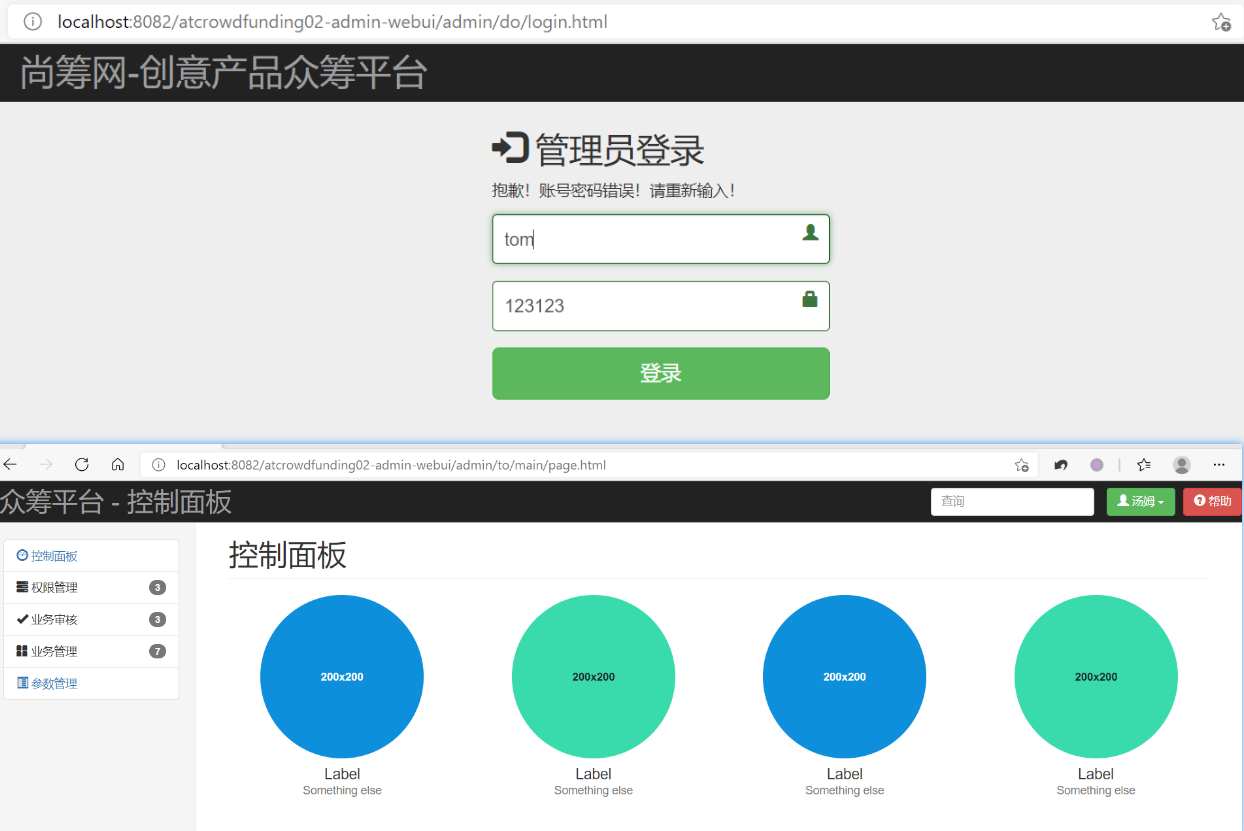 localhost:8082/atcrowdfunding02-admin-webui/admin/do/login.html
尚筹网-创意产品众筹平台
管理员登录
抱歉！账号密码错误！请重新输入！
tom
123123
登录
localhost:8082/atcrowdfunding02-admin-webui/admin/to/main/page.html
众筹平台 - 控制面板
查询
汤姆
帮助
控制面板
权限管理 3
业务审核 3
业务管理 7
参数管理
控制面板
200x200 200x200 200x200 200x200
Label Label Label Label
Something else Something else Something else Something else